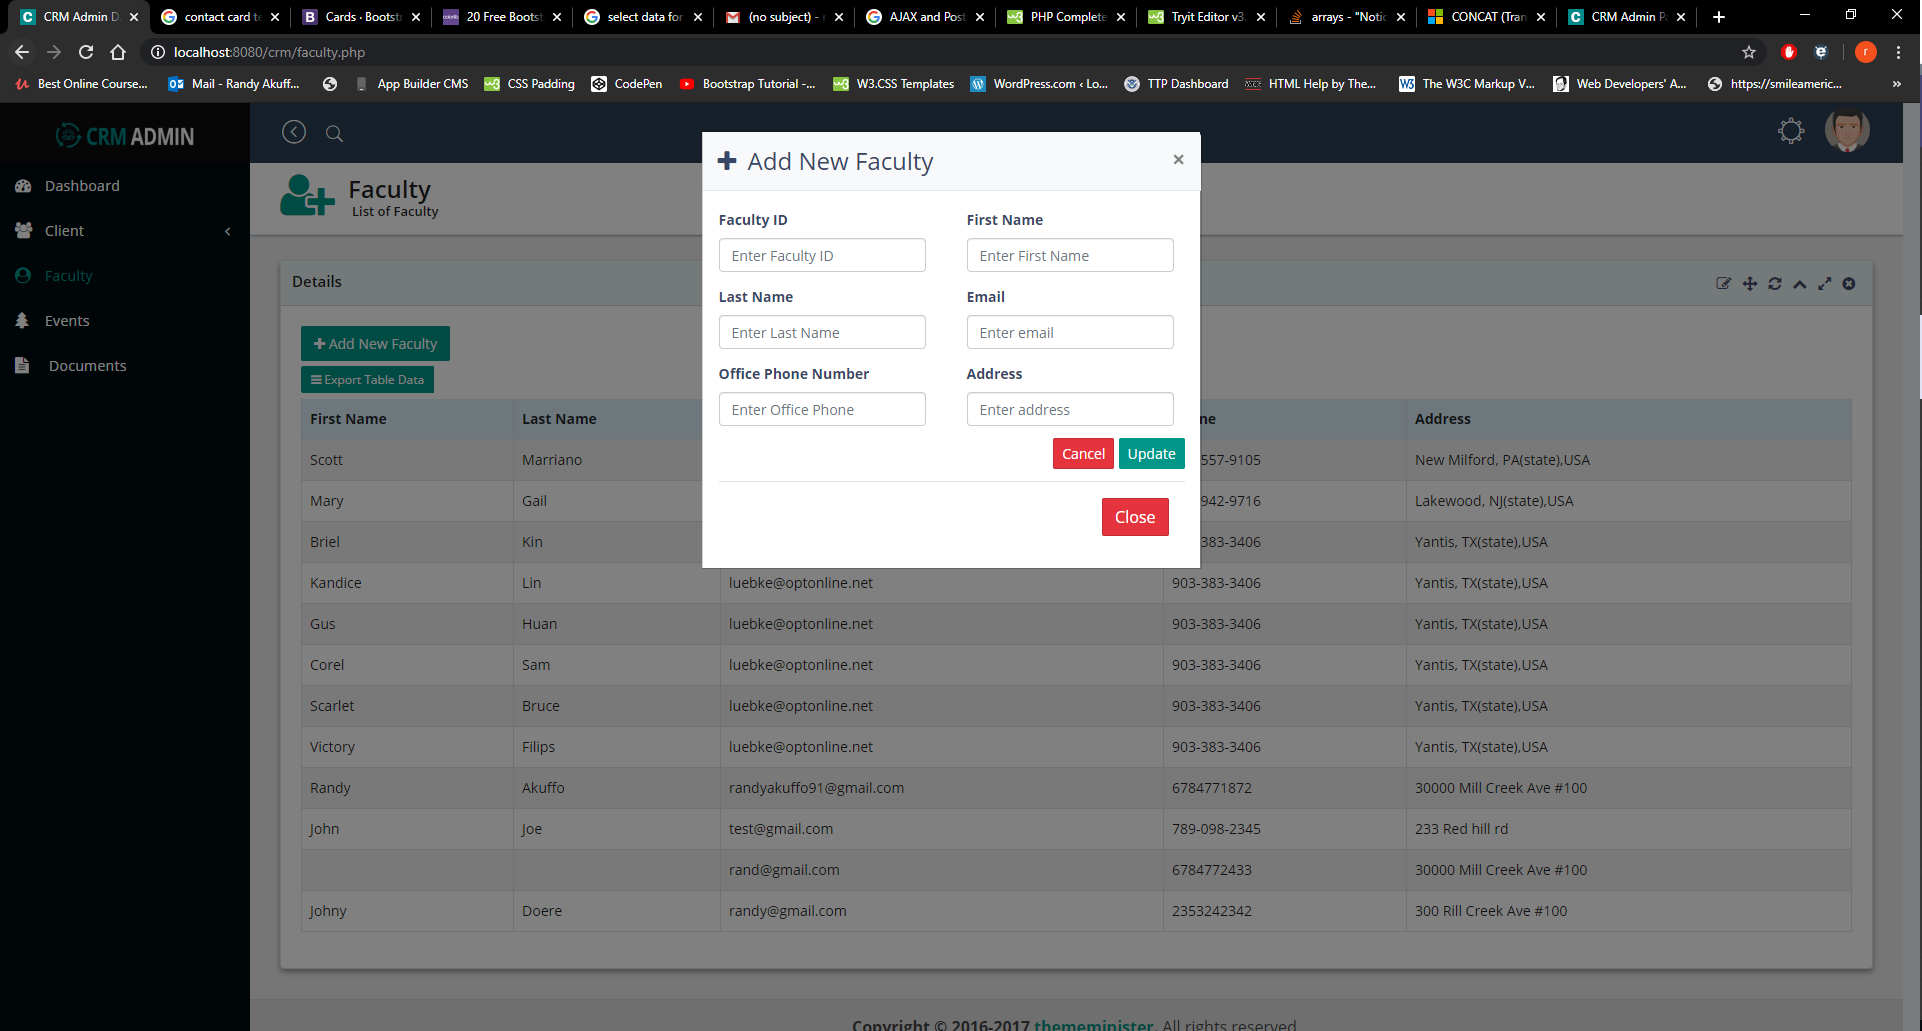 CRM Admin D
contact card te
Cards · Bootst
20 Free Bootst
select data for
(no subject) -
AJAX and Post
PHP Complete
Tryit Editor v3.
arrays - "Notic
CONCAT (Tran
CRM Admin P
localhost:8080/crm/faculty.php
r
Best Online Course...
Mail - Randy Akuff...
App Builder CMS
CSS Padding
CodePen
Bootstrap Tutorial -...
W3.CSS Templates
WordPress.com ‹ Lo...
TTP Dashboard
HTML Help by The...
The W3C Markup V...
Web Developers' A...
https://smileameric...
»
CRM ADMIN
Dashboard
Client
Faculty
Events
Documents
Faculty
List of Faculty
Details
Add New Faculty
Export Table Data
Add New Faculty
×
Faculty ID First Name
Enter Faculty ID Enter First Name
Last Name Email
Enter Last Name Enter email
Office Phone Number Address
Enter Office Phone Enter address
Cancel Update
Close
First Name Last Name ne Address
Scott Marriano 557-9105 New Milford, PA(state),USA
Mary Gail 942-9716 Lakewood, NJ(state),USA
Briel Kin 383-3406 Yantis, TX(state),USA
Kandice Lin luebke@optonline.net 903-383-3406 Yantis, TX(state),USA
Gus Huan luebke@optonline.net 903-383-3406 Yantis, TX(state),USA
Corel Sam luebke@optonline.net 903-383-3406 Yantis, TX(state),USA
Scarlet Bruce luebke@optonline.net 903-383-3406 Yantis, TX(state),USA
Victory Filips luebke@optonline.net 903-383-3406 Yantis, TX(state),USA
Randy Akuffo randyakuffo91@gmail.com 6784771872 30000 Mill Creek Ave #100
John Joe test@gmail.com 789-098-2345 233 Red hill rd
rand@gmail.com 6784772433 30000 Mill Creek Ave #100
Johny Doere randy@gmail.com 2353242342 300 Rill Creek Ave #100
Copyright © 2016-2017 thememinister. All rights reserved.